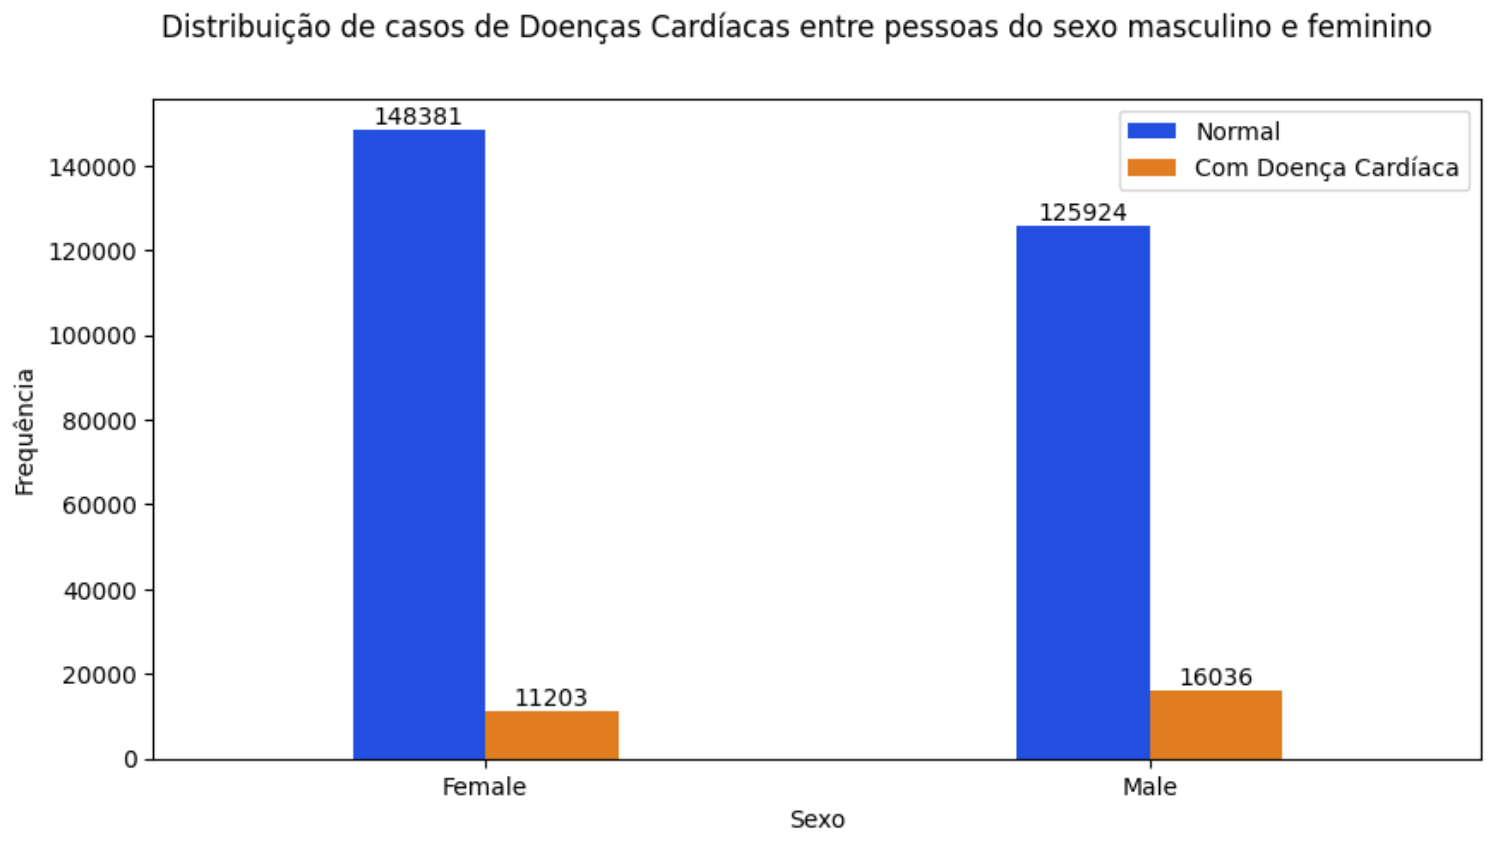 Distribuição de casos de Doenças Cardíacas entre pessoas do sexo masculino e feminino
148381
Normal
Com Doença Cardíaca
140000
125924
120000
100000
Frequência
80000
60000
40000
20000
16036
11203
0
Female
Male
Sexo